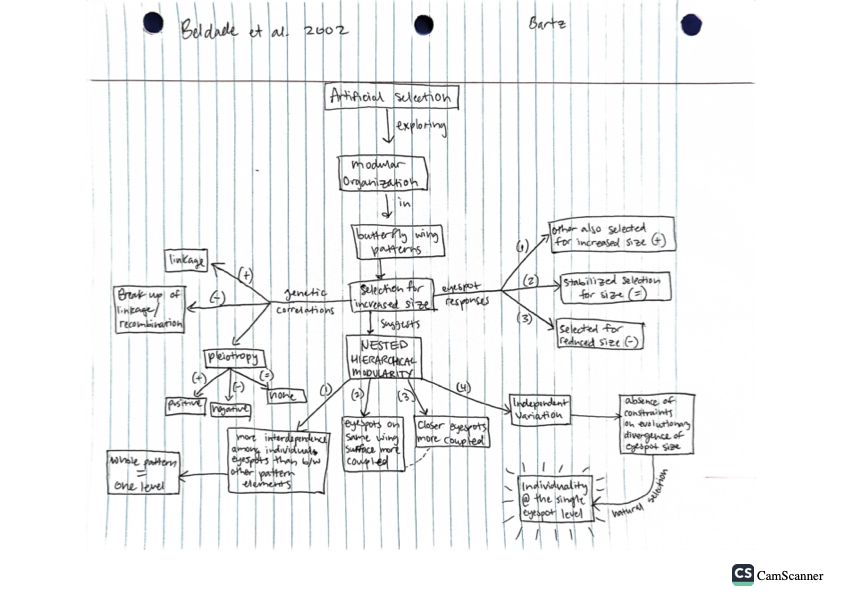 Beldade et al. 2002
Bartz
Artificial selection
exploring
modular
Organization
in
butterfly wing
patterns
Selection for
increased size
eyespot
responses
(1)
other also selected
for increased size (+)
(2)
stabilized selection
for size (=)
(3)
selected for
reduced size (-)
genetic
correlations
(+)
linkage
(-)
Break up of
linkage/
recombination
pleiotropy
(+)
positive
(-)
negative
(=)
none
suggests
NESTED
HIERARCHICAL
MODULARITY
(1)
more interdependence
among individual
eyespots than b/w
other pattern
elements
whole pattern
=
one level
(2)
eyespots on
same wing
surface more
coupled
(3)
Closer eyespots
more coupled
(4)
Independent
variation
absence of
constraints
on evolutionary
divergence of
eyespot size
natural selection
Individuality
@ the single
eyespot level
CS CamScanner